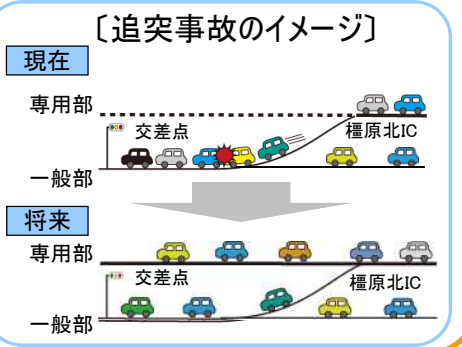 〔追突事故のイメージ〕
現在
専用部
交差点
橿原北IC
一般部
将来
専用部
交差点
橿原北IC
一般部